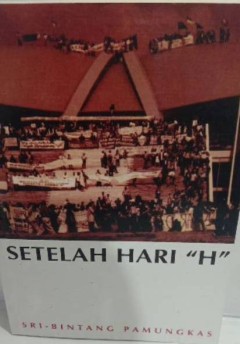 SETELAH HARI “H”
SRI-BINTANG PAMUNGKAS